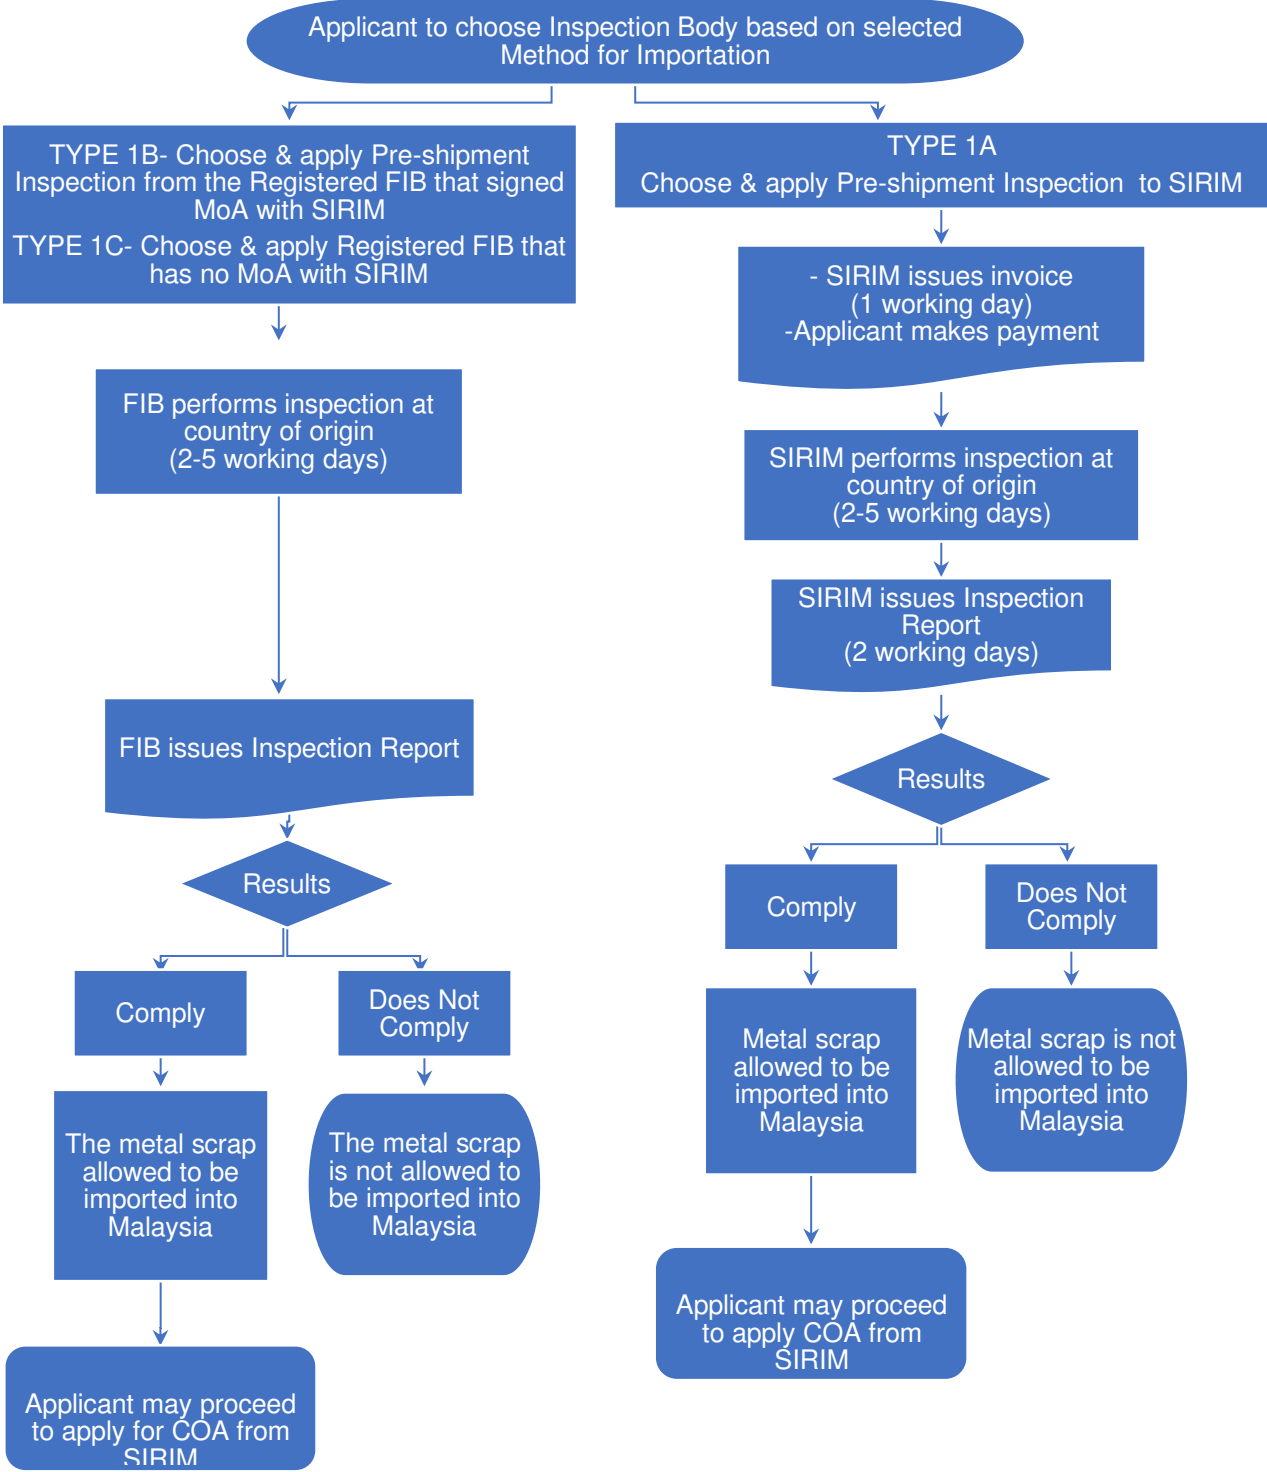 Applicant to choose Inspection Body based on selected
Method for Importation
TYPE 1B- Choose & apply Pre-shipment
Inspection from the Registered FIB that signed
MoA with SIRIM
TYPE 1C- Choose & apply Registered FIB that
has no MoA with SIRIM
FIB performs inspection at
country of origin
(2-5 working days)
FIB issues Inspection Report
Results
Comply
Does Not
Comply
The metal scrap
allowed to be
imported into
Malaysia
The metal scrap
is not allowed to
be imported into
Malaysia
Applicant may proceed
to apply for COA from
SIRIM
TYPE 1A
Choose & apply Pre-shipment Inspection to SIRIM
- SIRIM issues invoice
(1 working day)
-Applicant makes payment
SIRIM performs inspection at
country of origin
(2-5 working days)
SIRIM issues Inspection
Report
(2 working days)
Results
Comply
Does Not
Comply
Metal scrap
allowed to be
imported into
Malaysia
Metal scrap is not
allowed to be
imported into
Malaysia
Applicant may proceed
to apply COA from
SIRIM